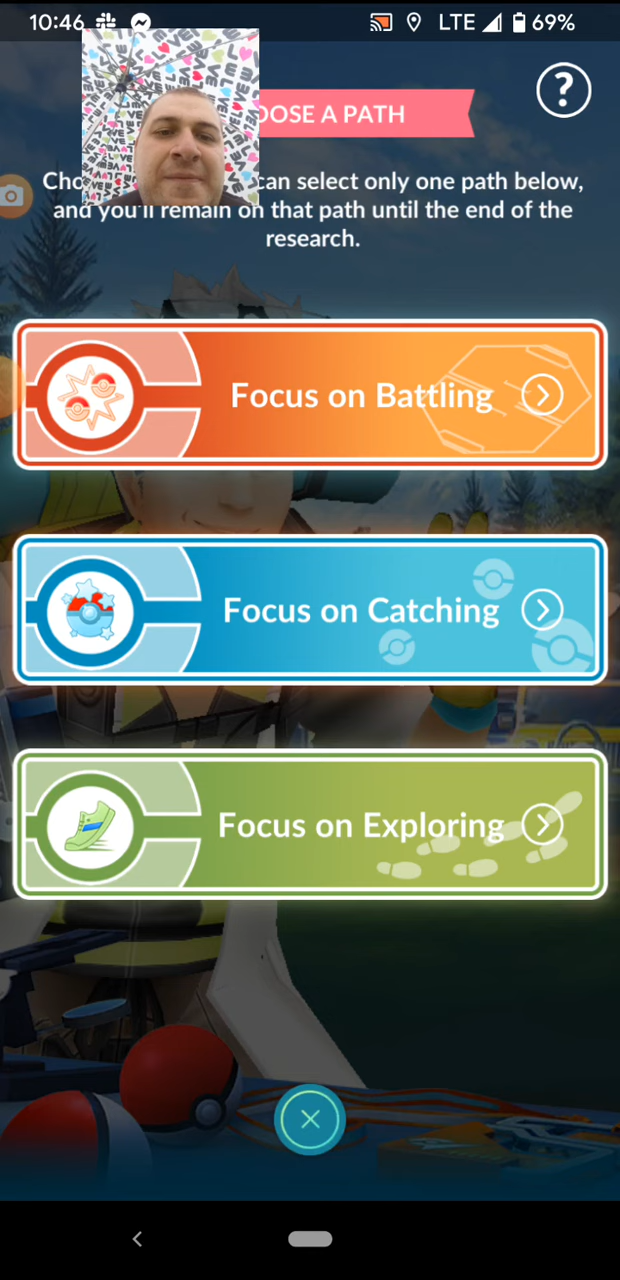 10:46 LTE 69%
?
OOSE A PATH
Cho can select only one path below,
and you'll remain on that path until the end of the
research.
Focus on Battling
Focus on Catching
Focus on Exploring